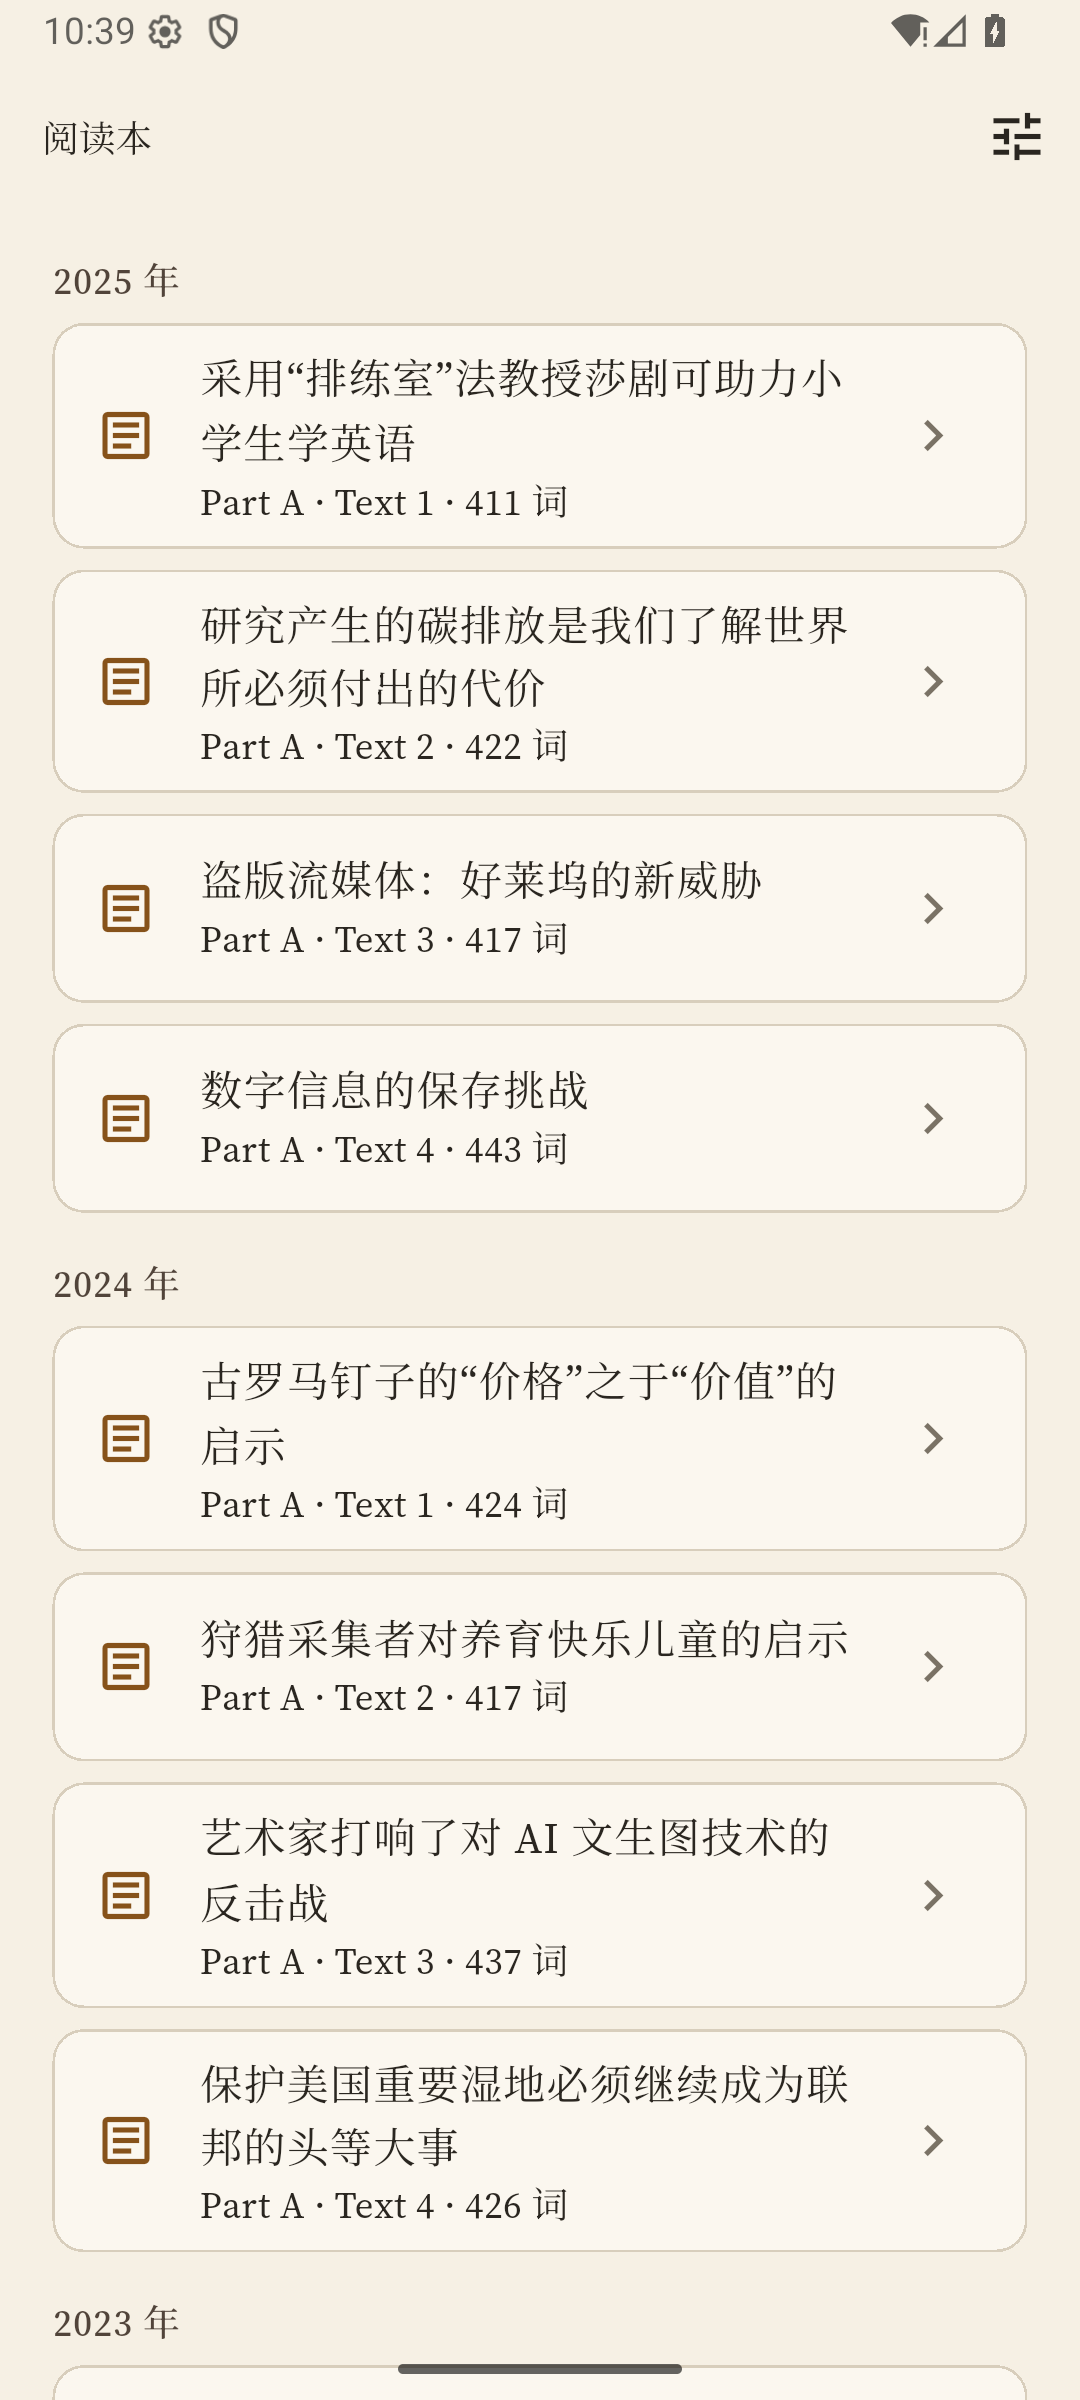 10:39
阅读本
2025 年
采用“排练室”法教授莎剧可助力小
学生学英语
Part A · Text 1 · 411 词
研究产生的碳排放是我们了解世界
所必须付出的代价
Part A · Text 2 · 422 词
盗版流媒体：好莱坞的新威胁
Part A · Text 3 · 417 词
数字信息的保存挑战
Part A · Text 4 · 443 词
2024 年
古罗马钉子的“价格”之于“价值”的
启示
Part A · Text 1 · 424 词
狩猎采集者对养育快乐儿童的启示
Part A · Text 2 · 417 词
艺术家打响了对 AI 文生图技术的
反击战
Part A · Text 3 · 437 词
保护美国重要湿地必须继续成为联
邦的头等大事
Part A · Text 4 · 426 词
2023 年